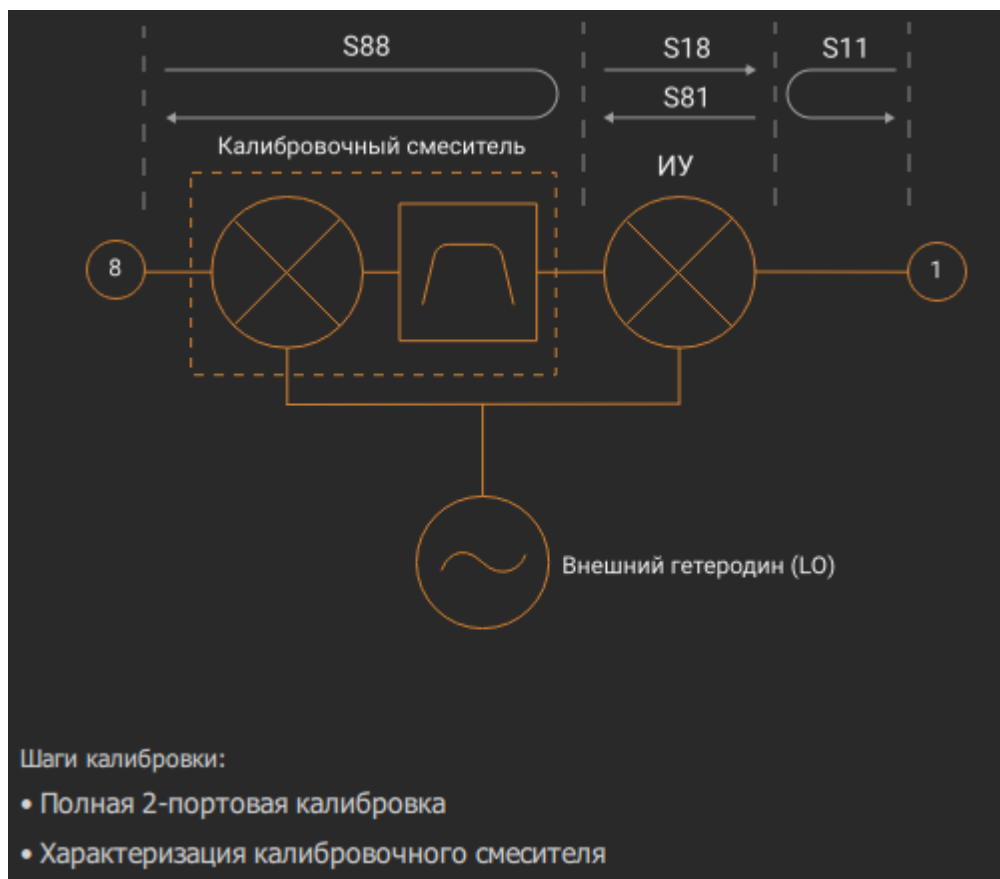 S88
S18
S11
S81
Калибровочный смеситель
ИУ
8
1
Внешний гетеродин (LO)
Шаги калибровки:
• Полная 2-портовая калибровка
• Характеризация калибровочного смесителя